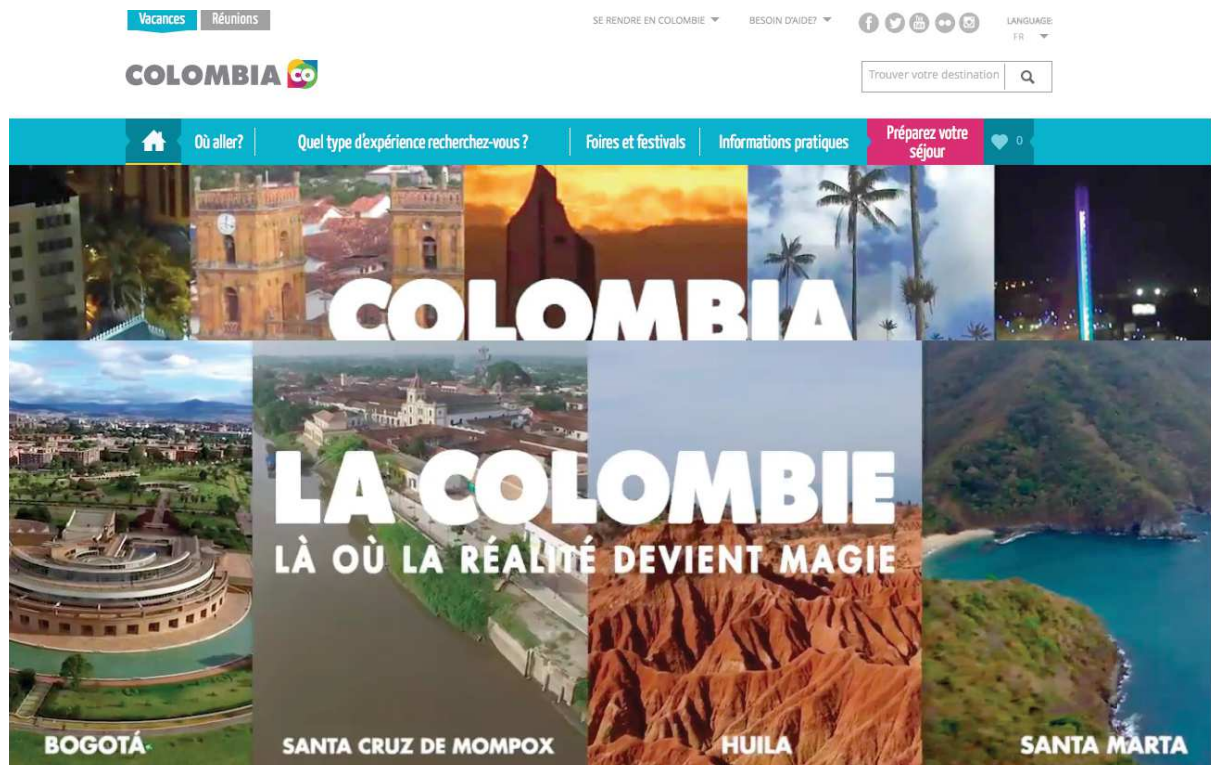 Vacances Réunions
SE RENDRE EN COLOMBIE BESOIN D'AIDE? LANGUAGE:
FR
COLOMBIA CO
Trouver votre destination
Où aller? Quel type d'expérience recherchez-vous ? Foires et festivals Informations pratiques Préparez votre séjour 0
COLOMBIA
LA COLOMBIE
LÀ OÙ LA RÉALITÉ DEVIENT MAGIE
BOGOTÁ SANTA CRUZ DE MOMPOX HUILA SANTA MARTA